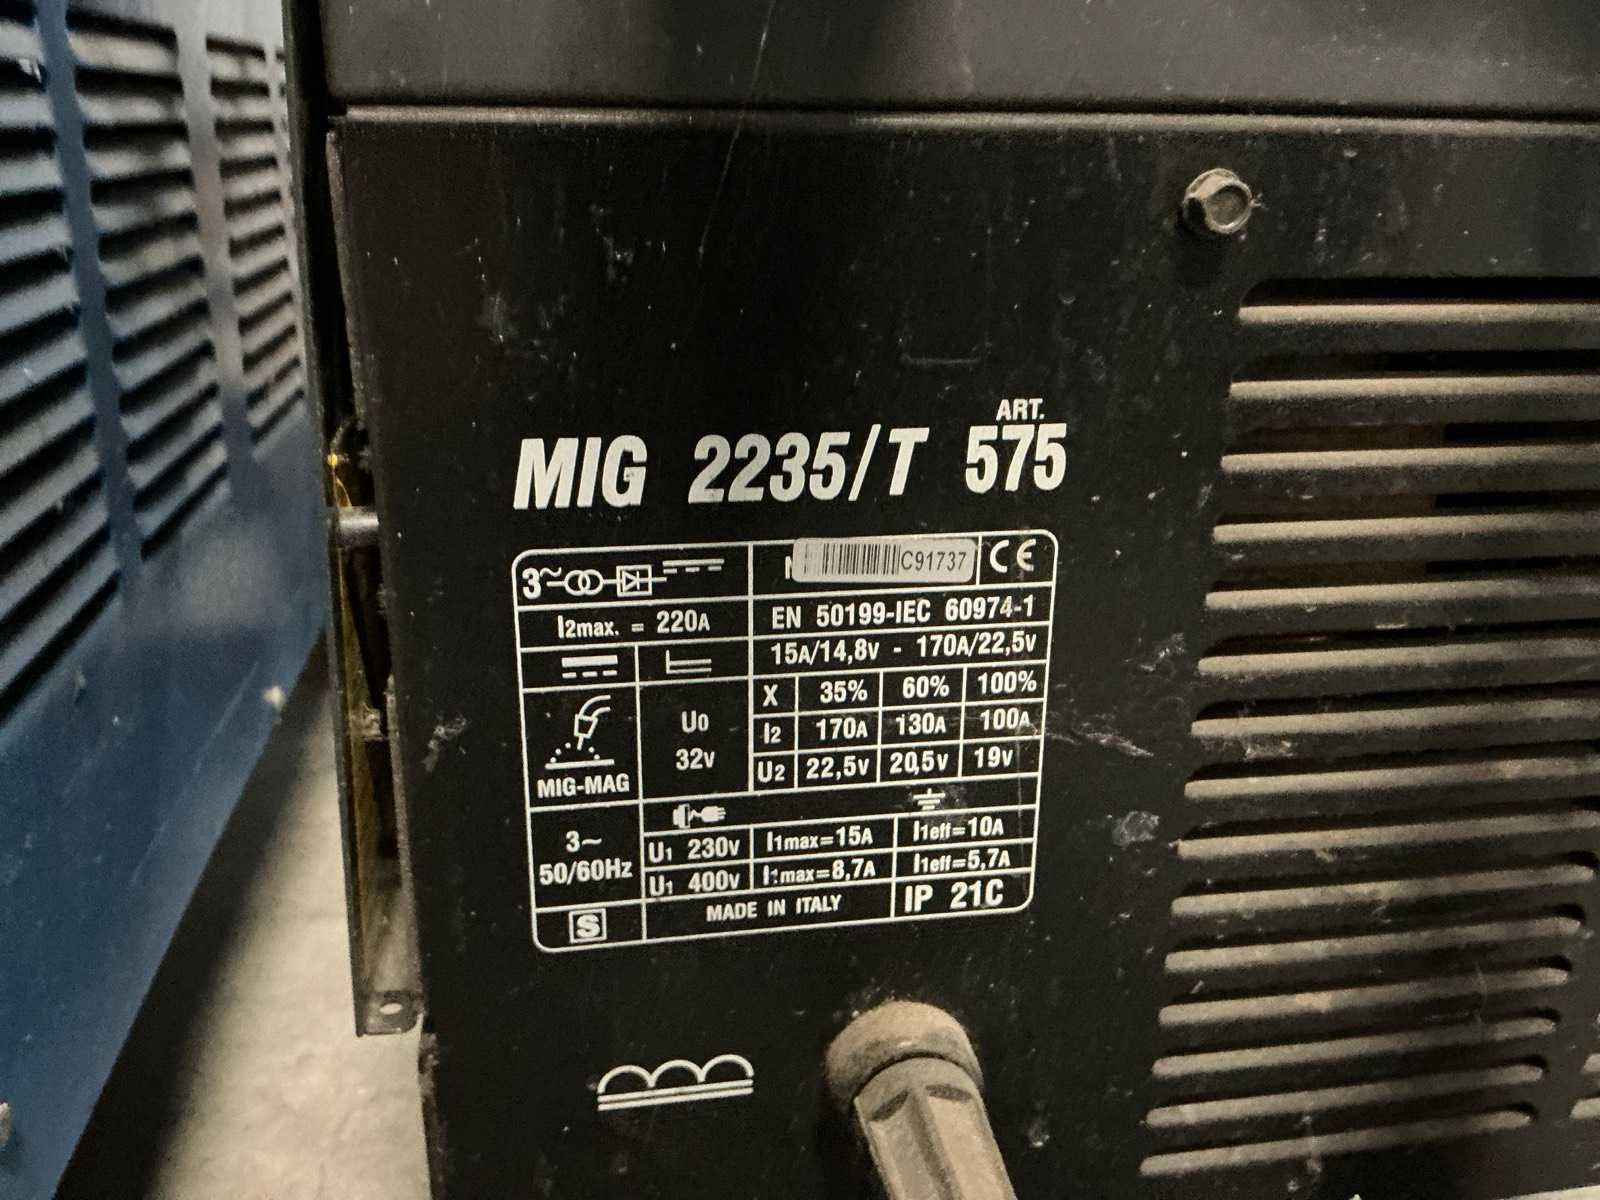 ART.
MIG 2235/T 575
3~
C91737
CE
I2max. = 220A
EN 50199-IEC 60974-1
15A/14,8V - 170A/22,5V
X 35% 60% 100%
U0
32V
I2 170A 130A 100A
U2 22,5V 20,5V 19V
MIG-MAG
3~
50/60Hz
U1 230V I1max=15A I1eff=10A
U1 400V I1max=8,7A I1eff=5,7A
S
MADE IN ITALY
IP 21C